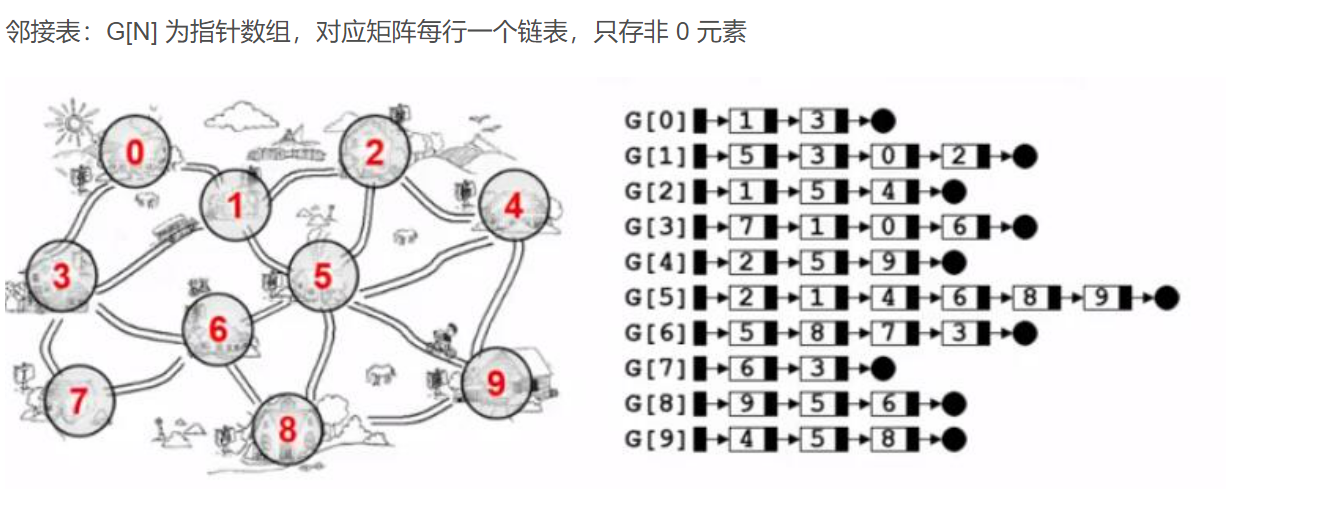 邻接表：G[N] 为指针数组，对应矩阵每行一个链表，只存非 0 元素
0
2
1
4
3
5
6
7
9
8
G[0] 1 3
G[1] 5 3 0 2
G[2] 1 5 4
G[3] 7 1 0 6
G[4] 2 5 9
G[5] 2 1 4 6 8 9
G[6] 5 8 7 3
G[7] 6 3
G[8] 9 5 6
G[9] 4 5 8